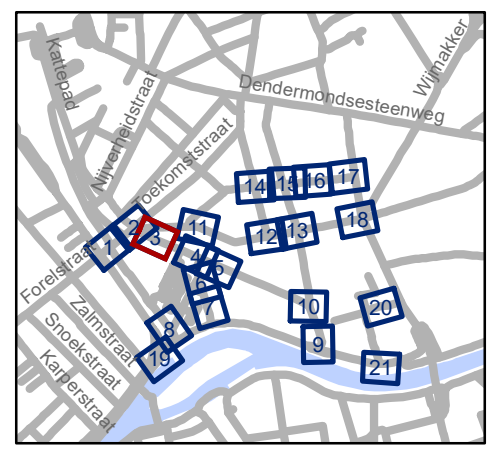 Kattepad
Wijmakker
Nijverheidstraat
Dendermondsesteenweg
Toekomststraat
14
15
16
17
2
3
11
12
13
18
1
4
5
Forelstraat
6
7
10
20
Zalmstraat
8
9
Snoekstraat
19
21
Karperstraat